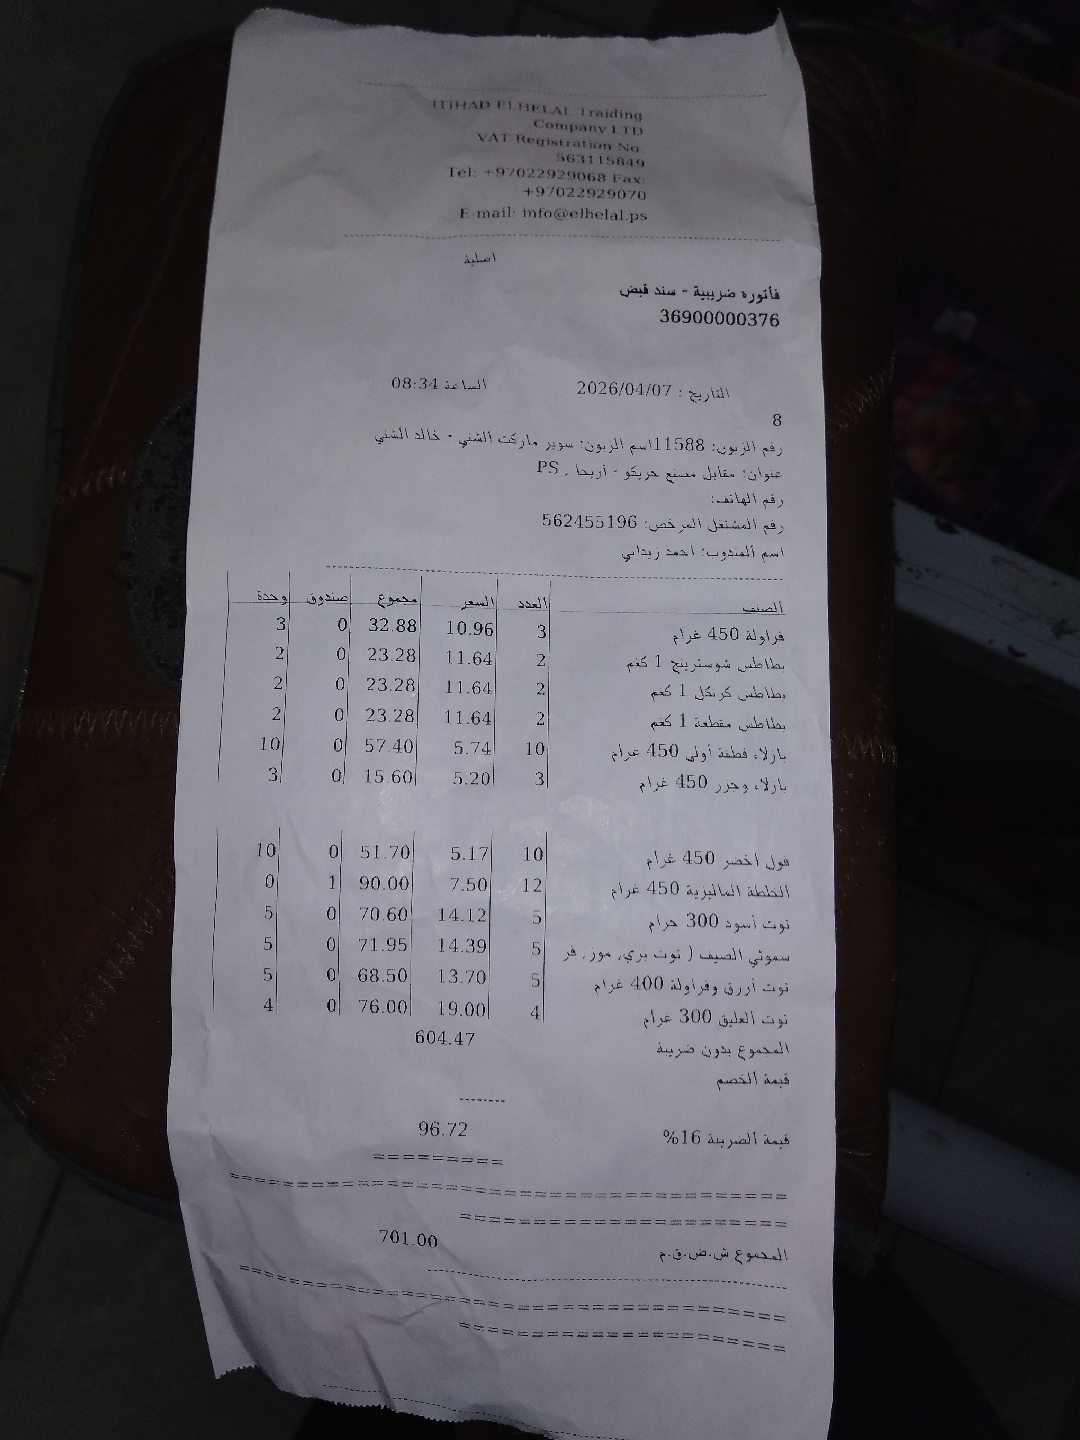 ITIHAD ELHELAL Traiding
Company LTD
VAT Registration No.
563115849
Tel: +97022929068 Fax:
+97022929070
E-mail: info@elhelal.ps
اصلية
فاتوره ضريبية - سند قبض
36900000376
التاريخ : 2026/04/07 الساعة 08:34
8
رقم الزبون: 11588اسم الزبون: سوبر ماركت الشني - خالد الشني
عنوان: مقابل مصنع جريكو - أريحا , PS
رقم الهاتف:
رقم المشتغل المرخص: 562455196
اسم المندوب: احمد زيداني
الصنف العدد السعر مجموع صندوق وحدة
فراولة 450 غرام 3 10.96 32.88 0 3
بطاطس شوسترينج 1 كغم 2 11.64 23.28 0 2
بطاطس كرنكل 1 كغم 2 11.64 23.28 0 2
بطاطس مقطعة 1 كغم 2 11.64 23.28 0 2
بازلاء قطفة أولى 450 غرام 10 5.74 57.40 0 10
بازلاء وجزر 450 غرام 3 5.20 15.60 0 3
فول اخضر 450 غرام 10 5.17 51.70 0 10
الخلطة الماليزية 450 غرام 12 7.50 90.00 1 0
توت أسود 300 جرام 5 14.12 70.60 0 5
سموثي الصيف ( توت بري, موز, فر 5 14.39 71.95 0 5
توت أزرق وفراولة 400 غرام 5 13.70 68.50 0 5
توت العليق 300 غرام 4 19.00 76.00 0 4
المجموع بدون ضريبة 604.47
قيمة الخصم
قيمة الضريبة 16% 96.72
المجموع ش.ض.ق.م 701.00